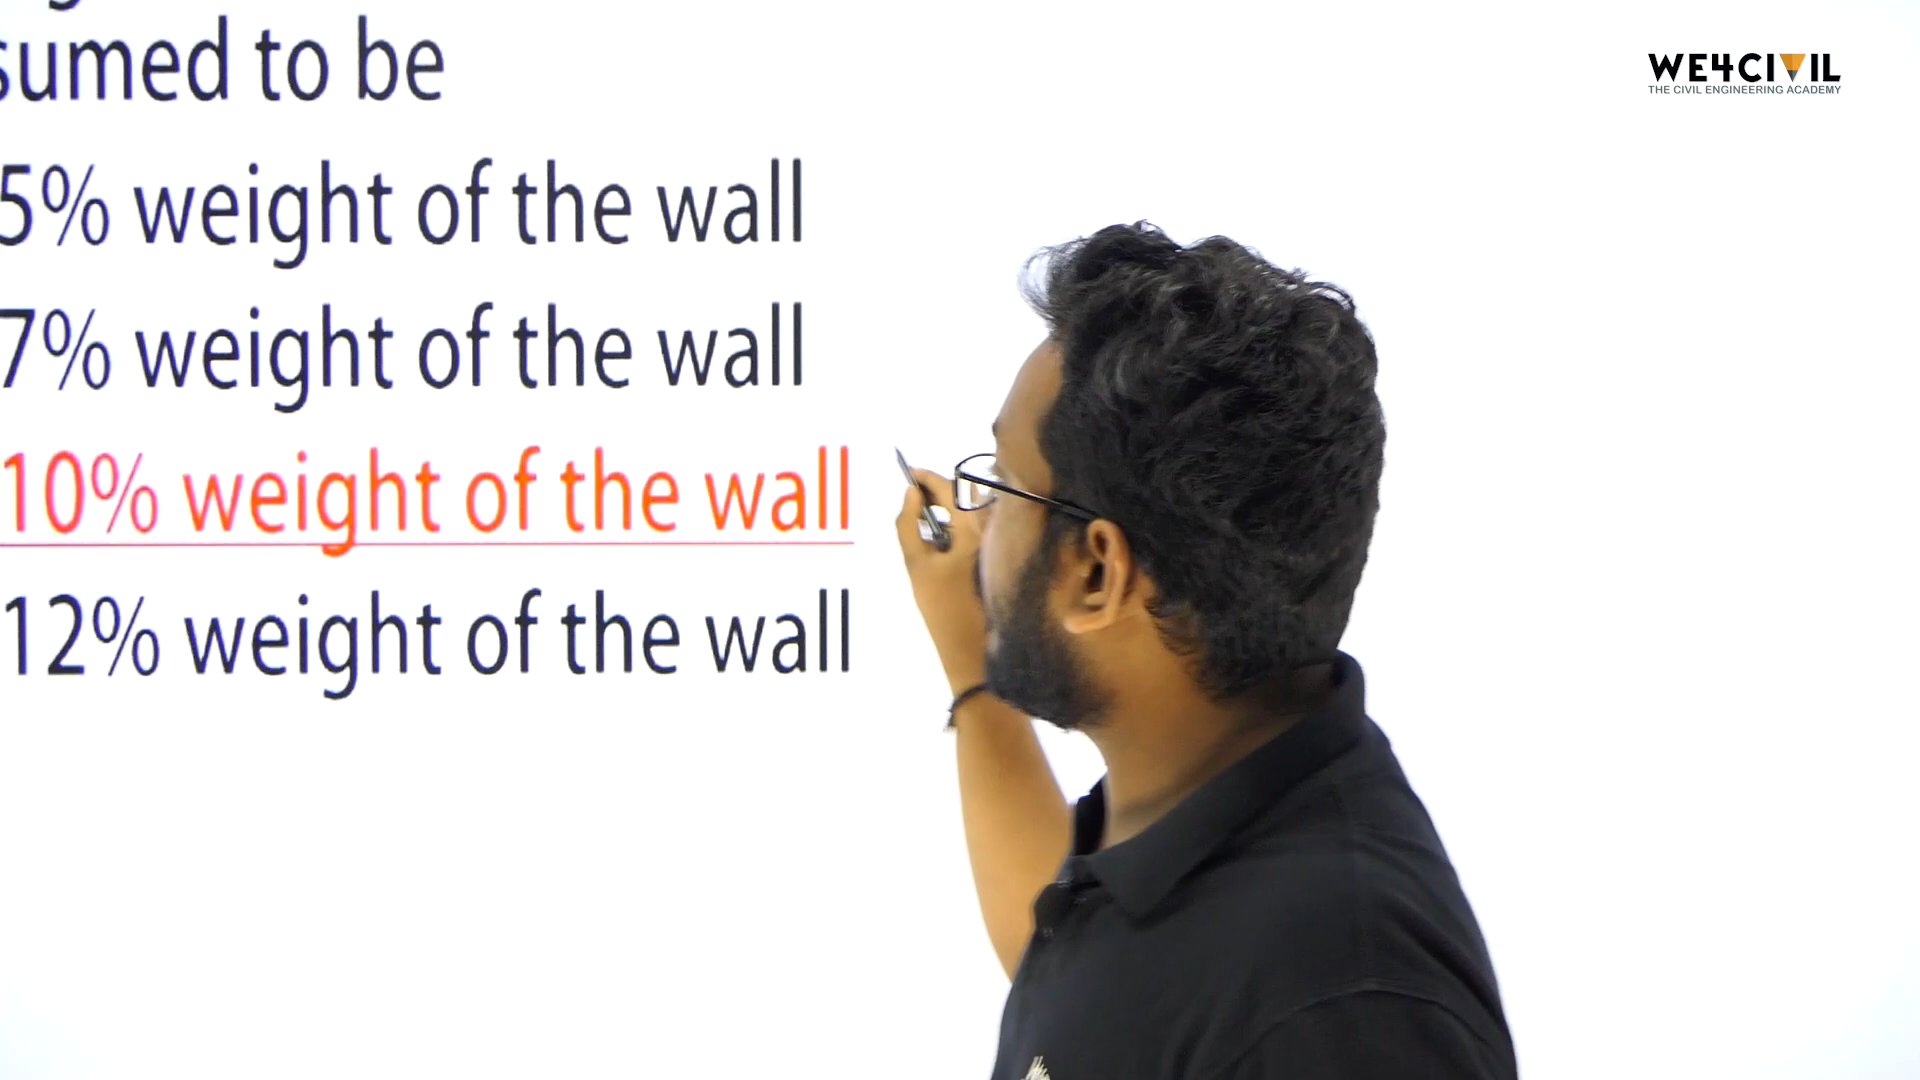 sumed to be
5% weight of the wall
7% weight of the wall
10% weight of the wall
12% weight of the wall
WE4CIVIL
THE CIVIL ENGINEERING ACADEMY